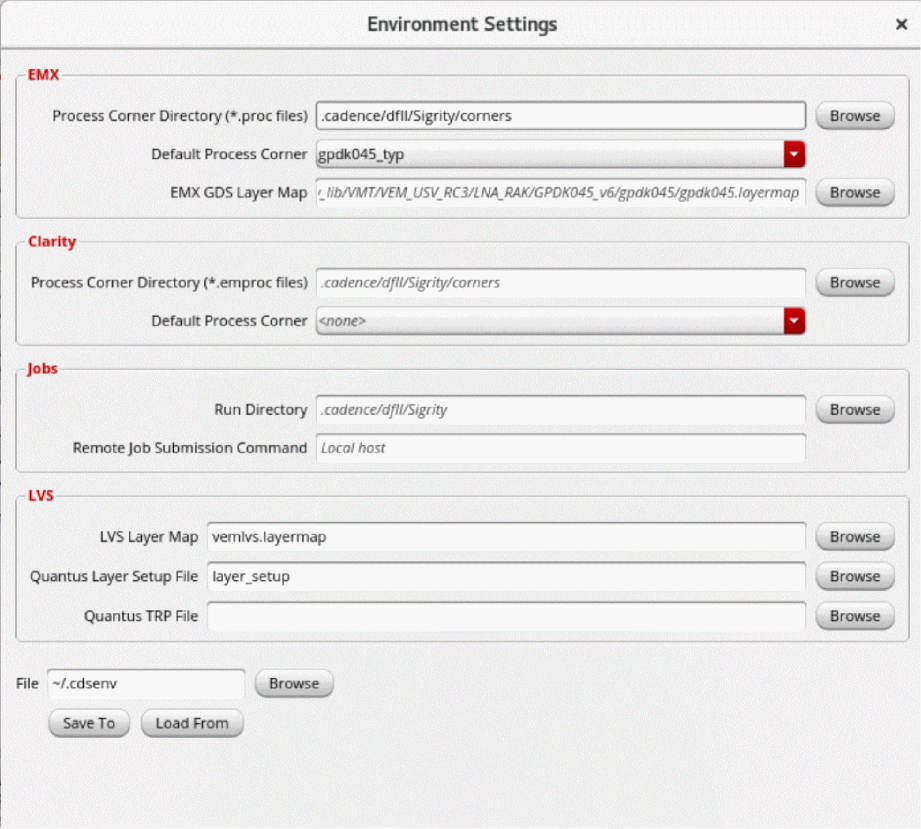 Environment Settings
EMX
Process Corner Directory (*.proc files) .cadence/dfII/Sigrity/corners Browse
Default Process Corner gpdk045_typ
EMX GDS Layer Map _lib/VMT/VEM_USV_RC3/LNA_RAK/GPDK045_v6/gpdk045/gpdk045.layermap Browse
Clarity
Process Corner Directory (*.emproc files) .cadence/dfII/Sigrity/corners Browse
Default Process Corner <none>
Jobs
Run Directory .cadence/dfII/Sigrity Browse
Remote Job Submission Command Local host
LVS
LVS Layer Map vemlvs.layermap Browse
Quantus Layer Setup File layer_setup Browse
Quantus TRP File Browse
File ~/.cdsenv Browse
Save To Load From